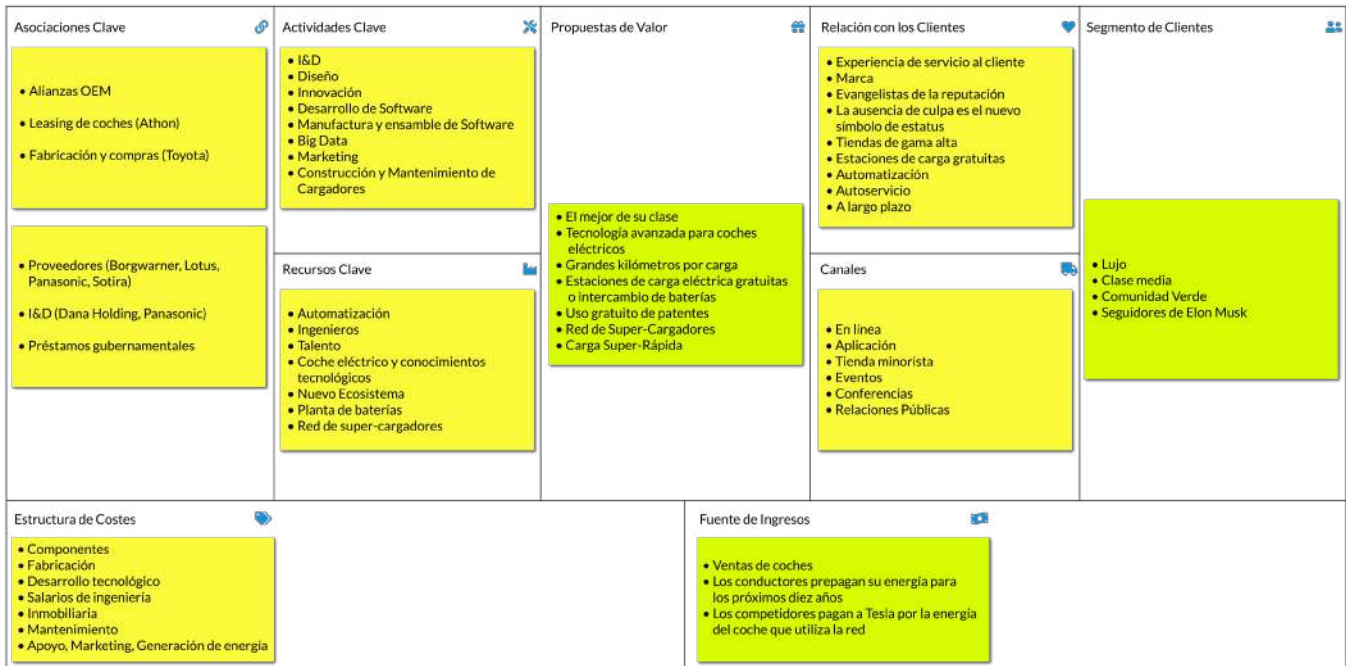 Asociaciones Clave
• Alianzas OEM
• Leasing de coches (Athon)
• Fabricación y compras (Toyota)
• Proveedores (Borgwarner, Lotus,
Panasonic, Sotira)
• I&D (Dana Holding, Panasonic)
• Préstamos gubernamentales
Actividades Clave
• I&D
• Diseño
• Innovación
• Desarrollo de Software
• Manufactura y ensamble de Software
• Big Data
• Marketing
• Construcción y Mantenimiento de
Cargadores
Recursos Clave
• Automatización
• Ingenieros
• Talento
• Coche eléctrico y conocimientos
tecnológicos
• Nuevo Ecosistema
• Planta de baterías
• Red de super-cargadores
Propuestas de Valor
• El mejor de su clase
• Tecnología avanzada para coches
eléctricos
• Grandes kilómetros por carga
• Estaciones de carga eléctrica gratuitas
o intercambio de baterías
• Uso gratuito de patentes
• Red de Super-Cargadores
• Carga Super-Rápida
Relación con los Clientes
• Experiencia de servicio al cliente
• Marca
• Evangelistas de la reputación
• La ausencia de culpa es el nuevo
símbolo de estatus
• Tiendas de gama alta
• Estaciones de carga gratuitas
• Automatización
• Autoservicio
• A largo plazo
Canales
• En línea
• Aplicación
• Tienda minorista
• Eventos
• Conferencias
• Relaciones Públicas
Segmento de Clientes
• Lujo
• Clase media
• Comunidad Verde
• Seguidores de Elon Musk
Estructura de Costes
• Componentes
• Fabricación
• Desarrollo tecnológico
• Salarios de ingeniería
• Inmobiliaria
• Mantenimiento
• Apoyo, Marketing, Generación de energía
Fuente de Ingresos
• Ventas de coches
• Los conductores prepagan su energía para
los próximos diez años
• Los competidores pagan a Tesla por la energía
del coche que utiliza la red